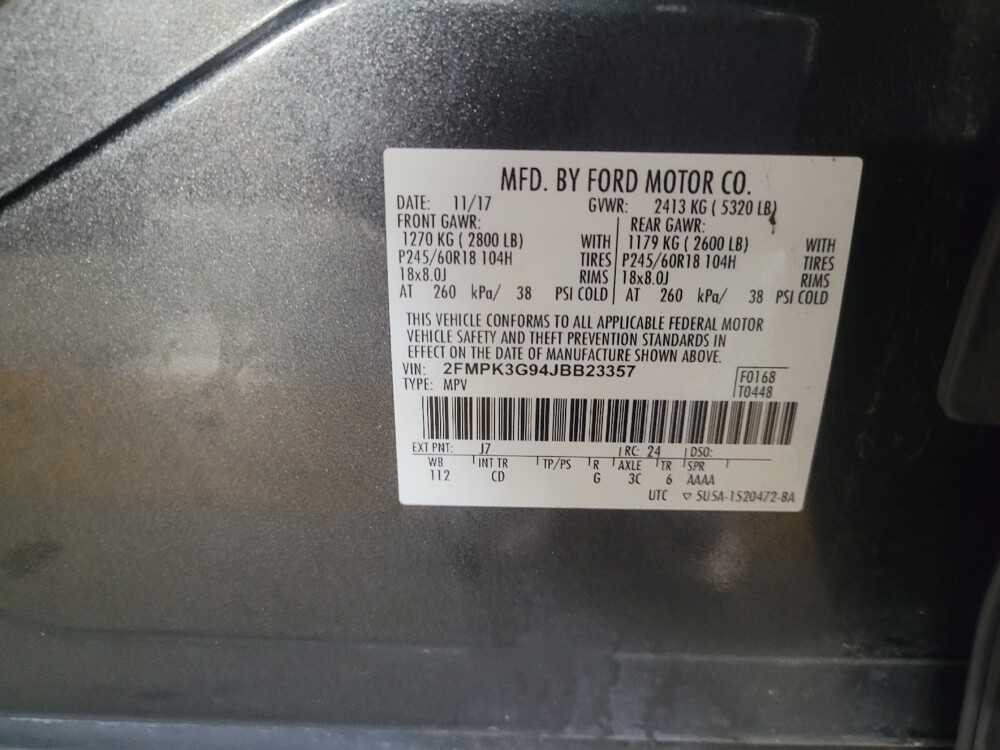 MFD. BY FORD MOTOR CO.
DATE: 11/17 GVWR: 2413 KG ( 5320 LB)
FRONT GAWR: REAR GAWR:
1270 KG ( 2800 LB) WITH 1179 KG ( 2600 LB) WITH
P245/60R18 104H TIRES P245/60R18 104H TIRES
18x8.0J RIMS 18x8.0J RIMS
AT 260 kPa/ 38 PSI COLD AT 260 kPa/ 38 PSI COLD
THIS VEHICLE CONFORMS TO ALL APPLICABLE FEDERAL MOTOR
VEHICLE SAFETY AND THEFT PREVENTION STANDARDS IN
EFFECT ON THE DATE OF MANUFACTURE SHOWN ABOVE.
VIN: 2FMPK3G94JBB23357
TYPE: MPV
F0168
T0448
EXT PNT: J7 RC: 24 DSO:
WB INT TR TP/PS R AXLE TR SPR
112 CD G 3C 6 AAAA
UTC ▽ 5U5A-1520472-BA